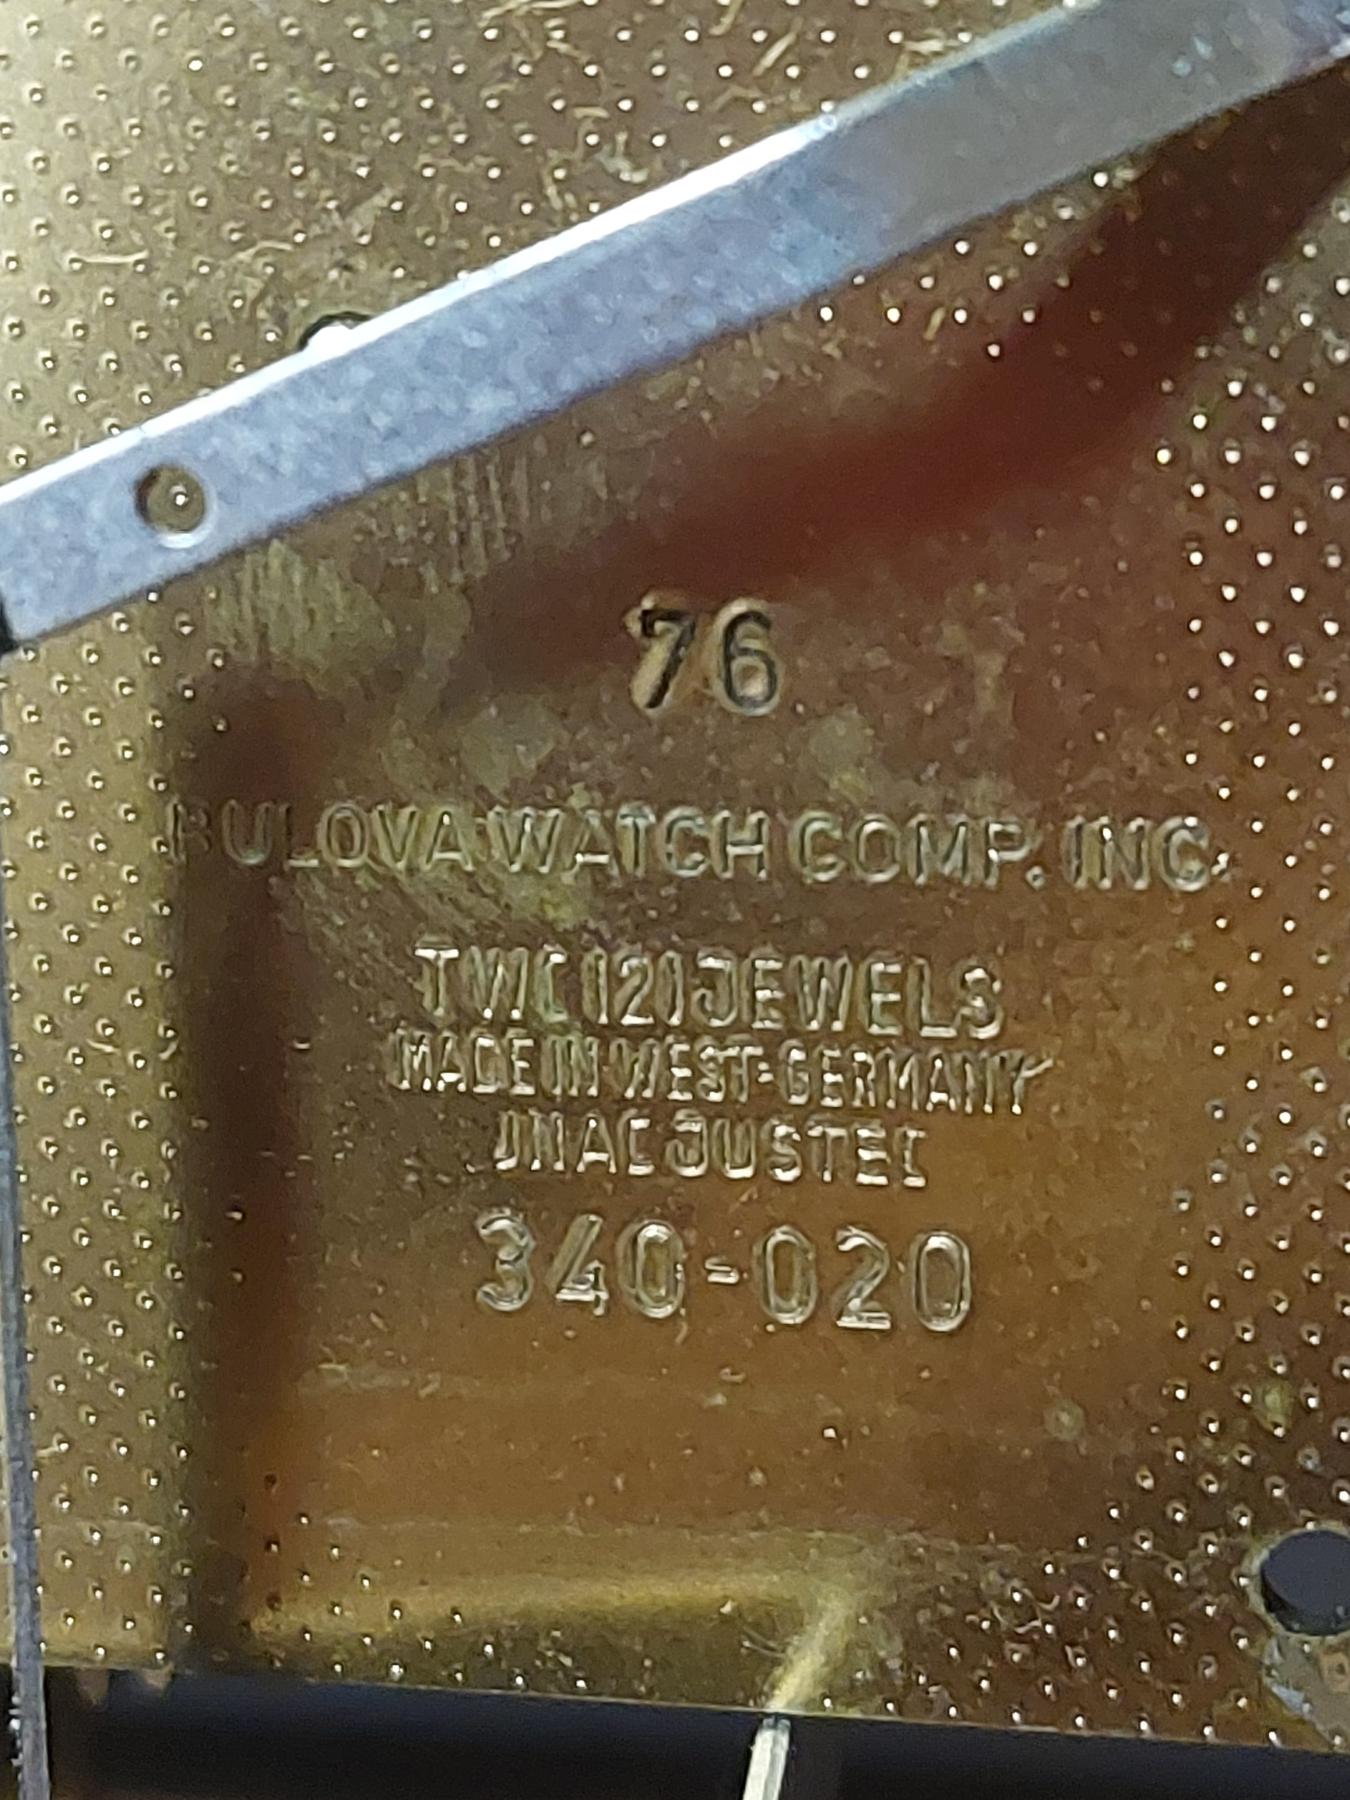 76
BULOVA WATCH COMP. INC.
TWO (2) JEWELS
MADE IN WEST-GERMANY
UNADJUSTED
340-020